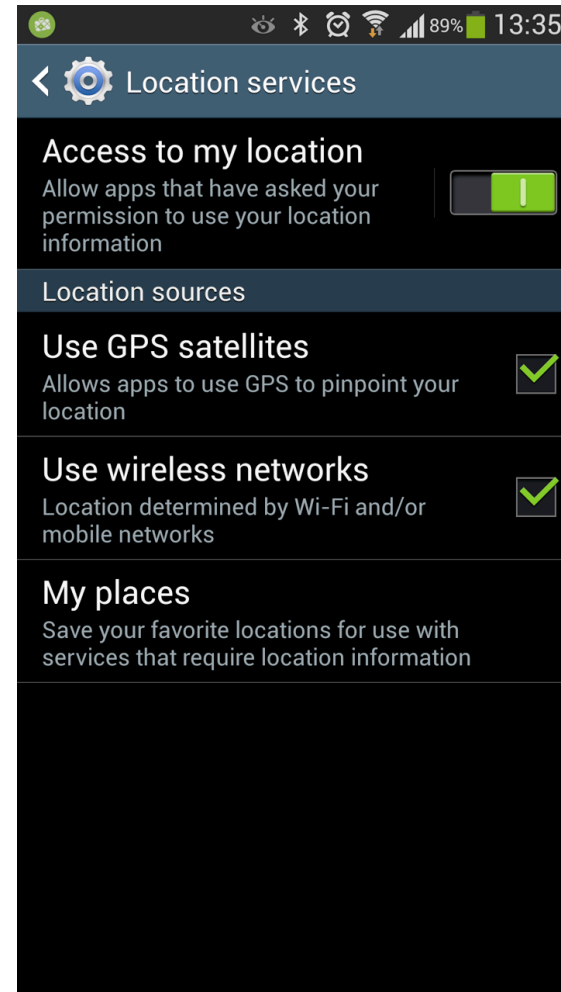 89% 13:35
Location services
Access to my location
Allow apps that have asked your
permission to use your location
information
Location sources
Use GPS satellites
Allows apps to use GPS to pinpoint your
location
Use wireless networks
Location determined by Wi-Fi and/or
mobile networks
My places
Save your favorite locations for use with
services that require location information